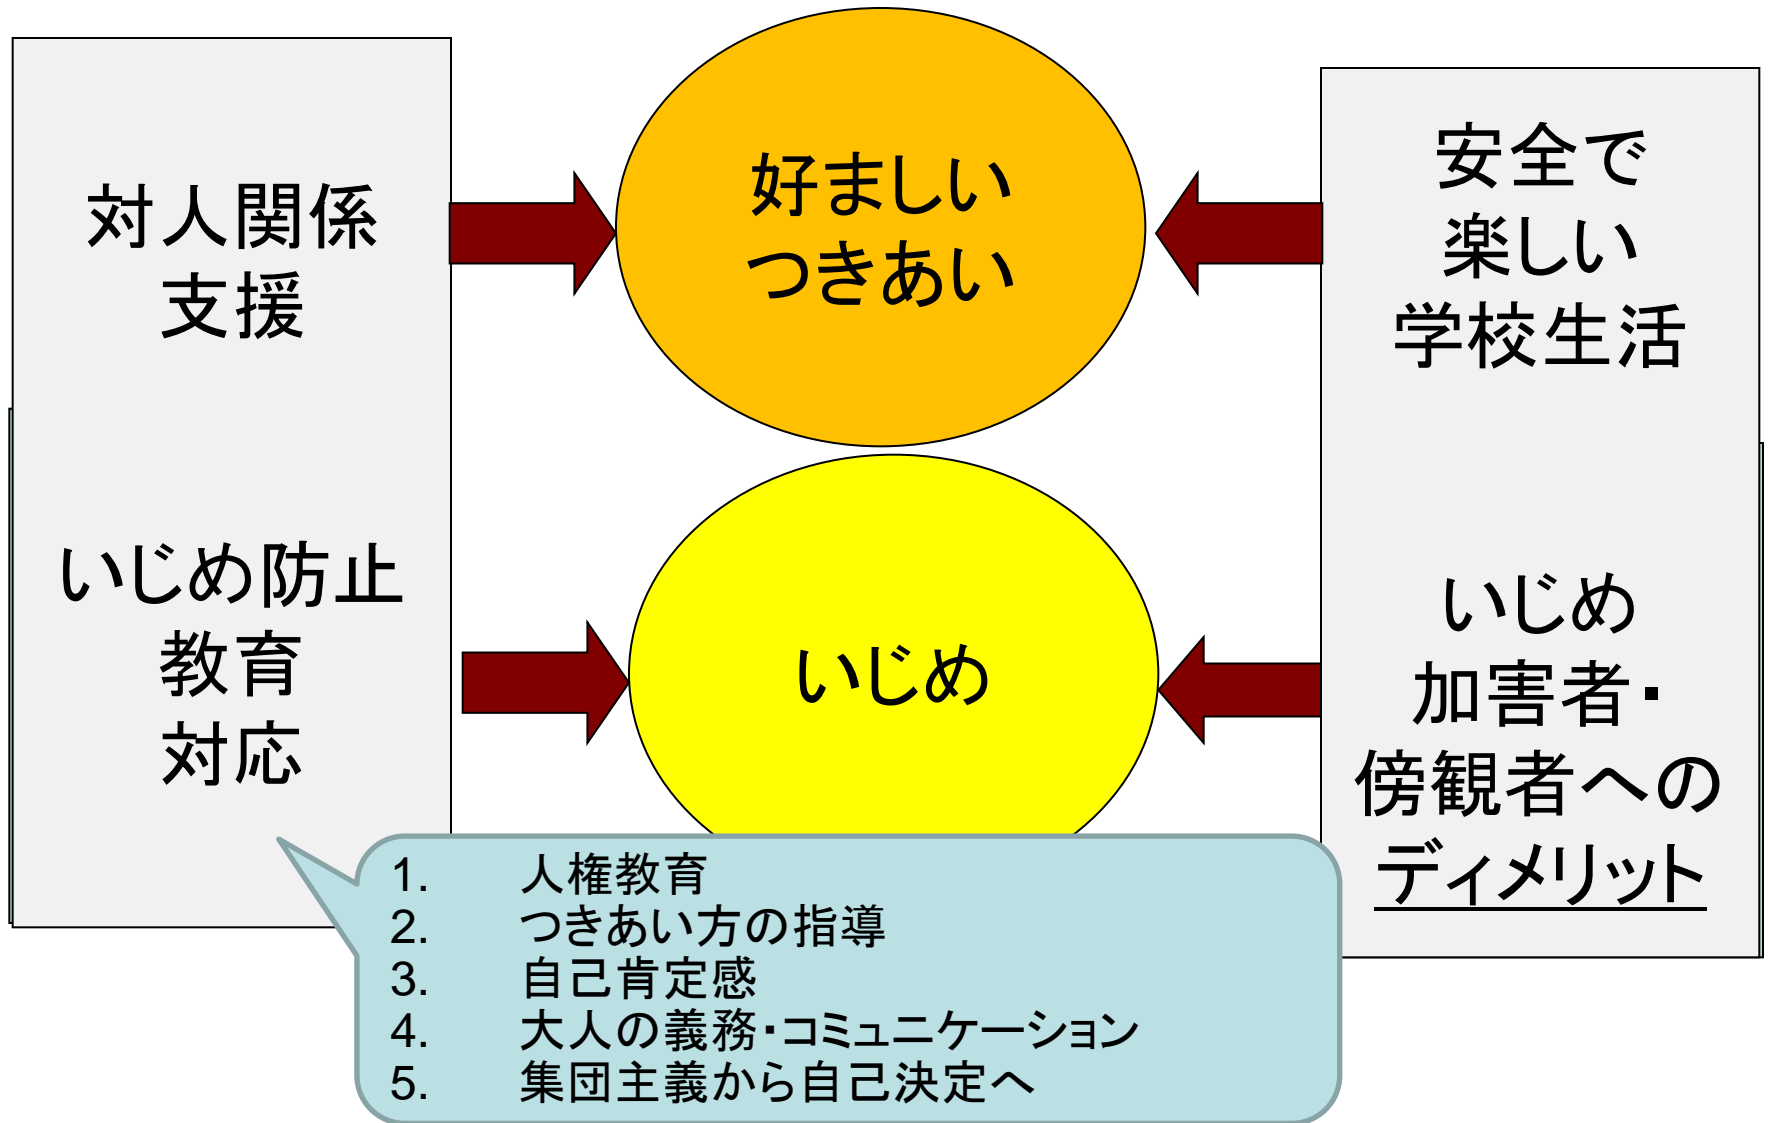 対人関係
支援
いじめ防止
教育
対応
好ましい
つきあい
いじめ
安全で
楽しい
学校生活
いじめ
加害者・
傍観者への
ディメリット
1. 人権教育
2. つきあい方の指導
3. 自己肯定感
4. 大人の義務・コミュニケーション
5. 集団主義から自己決定へ